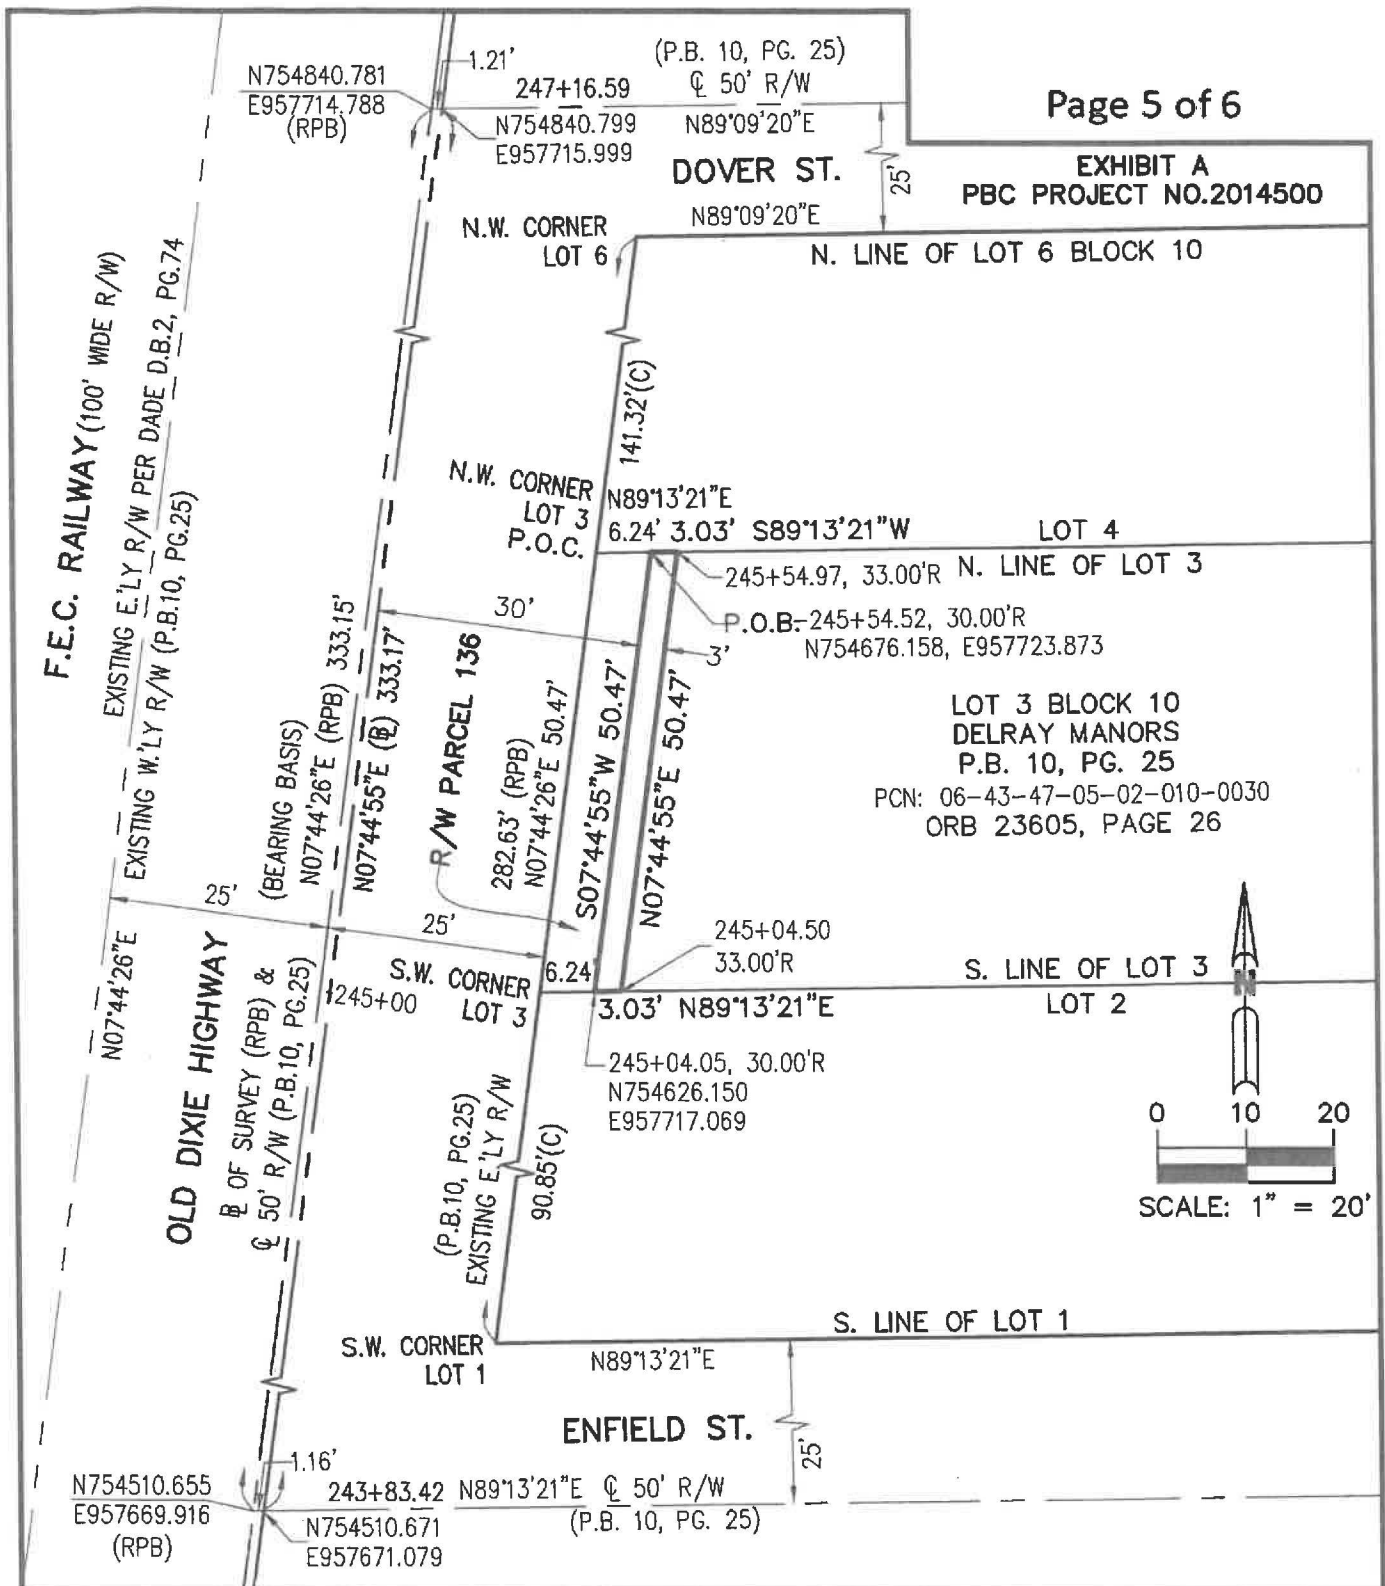 N754840.781
E957714.788
(RPB)
1.21'
247+16.59
N754840.799
E957715.999
(P.B. 10, PG. 25)
℄ 50' R/W
N89°09'20"E
Page 5 of 6
EXHIBIT A
PBC PROJECT NO.2014500
DOVER ST.
25'
N89°09'20"E
N.W. CORNER
LOT 6
N. LINE OF LOT 6 BLOCK 10
F.E.C. RAILWAY (100' WIDE R/W)
EXISTING E.'LY R/W PER DADE D.B.2, PG.74
EXISTING W.'LY R/W (P.B.10, PG.25)
N07°44'26"E
141.32'(C)
N.W. CORNER
LOT 3
P.O.C.
N89°13'21"E
6.24' 3.03' S89°13'21"W
LOT 4
N. LINE OF LOT 3
245+54.97, 33.00'R
P.O.B. 245+54.52, 30.00'R
N754676.158, E957723.873
30'
3'
(BEARING BASIS)
N07°44'26"E (RPB) 333.15'
N07°44'55"E (BL) 333.17'
R/W PARCEL 136
282.63' (RPB)
N07°44'26"E 50.47'
S07°44'55"W 50.47'
N07°44'55"E 50.47'
LOT 3 BLOCK 10
DELRAY MANORS
P.B. 10, PG. 25
PCN: 06-43-47-05-02-010-0030
ORB 23605, PAGE 26
25'
25'
OLD DIXIE HIGHWAY
BL OF SURVEY (RPB) &
℄ 50' R/W (P.B.10, PG.25)
245+00
S.W. CORNER
LOT 3
6.24'
245+04.50
33.00'R
S. LINE OF LOT 3
LOT 2
3.03' N89°13'21"E
245+04.05, 30.00'R
N754626.150
E957717.069
N
0 10 20
SCALE: 1" = 20'
(P.B.10, PG.25)
EXISTING E.'LY R/W
90.85'(C)
S. LINE OF LOT 1
S.W. CORNER
LOT 1
N89°13'21"E
ENFIELD ST.
25'
N754510.655
E957669.916
(RPB)
1.16'
243+83.42
N754510.671
E957671.079
N89°13'21"E ℄ 50' R/W
(P.B. 10, PG. 25)